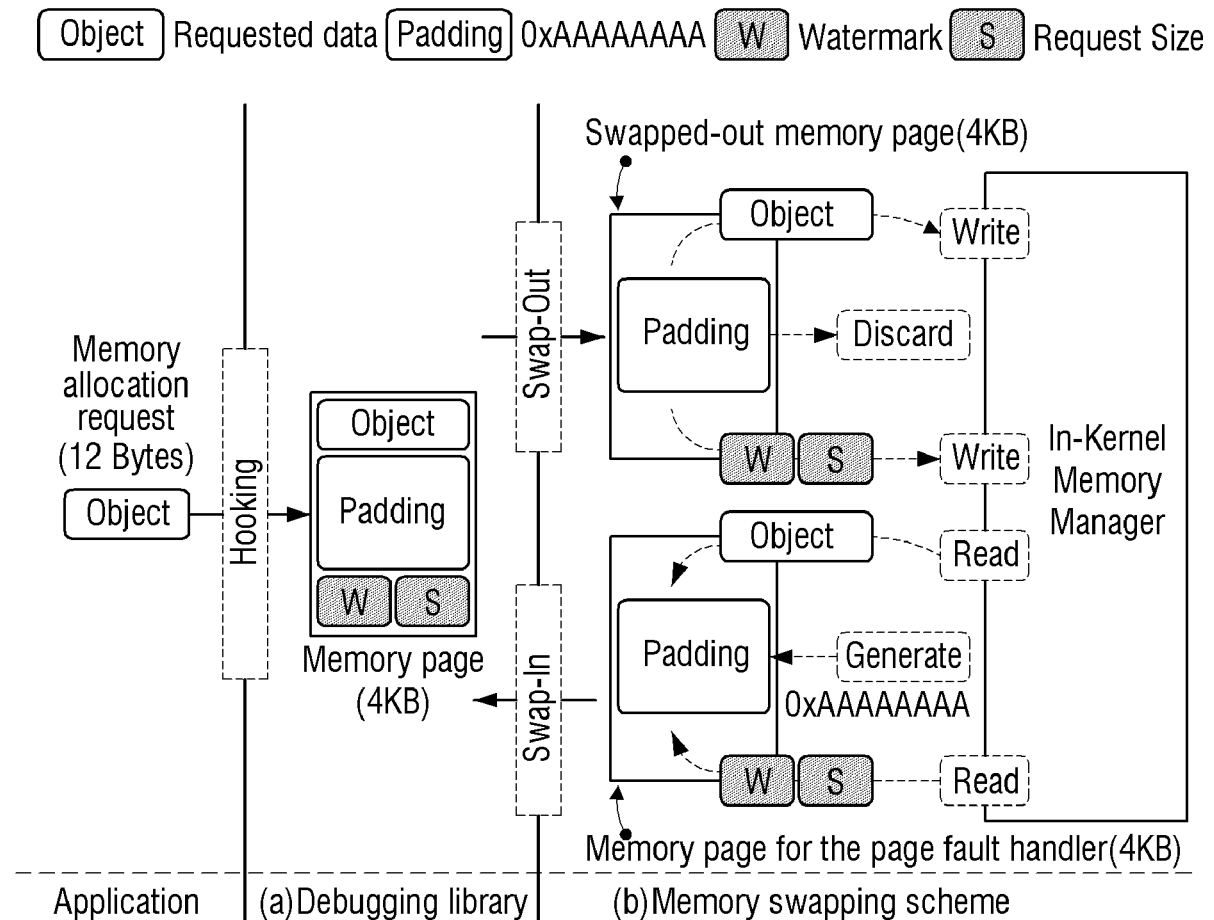 Object Requested data Padding 0xAAAAAAAA W Watermark S Request Size
Swapped-out memory page(4KB)
Object
Write
Swap-Out
Padding
Discard
W
S
Write
Memory
allocation
request
(12 Bytes)
Object
Hooking
Object
Padding
W
S
Memory page
(4KB)
In-Kernel
Memory
Manager
Object
Read
Swap-In
Padding
Generate
0xAAAAAAAA
W
S
Read
Memory page for the page fault handler(4KB)
Application
(a)Debugging library
(b)Memory swapping scheme